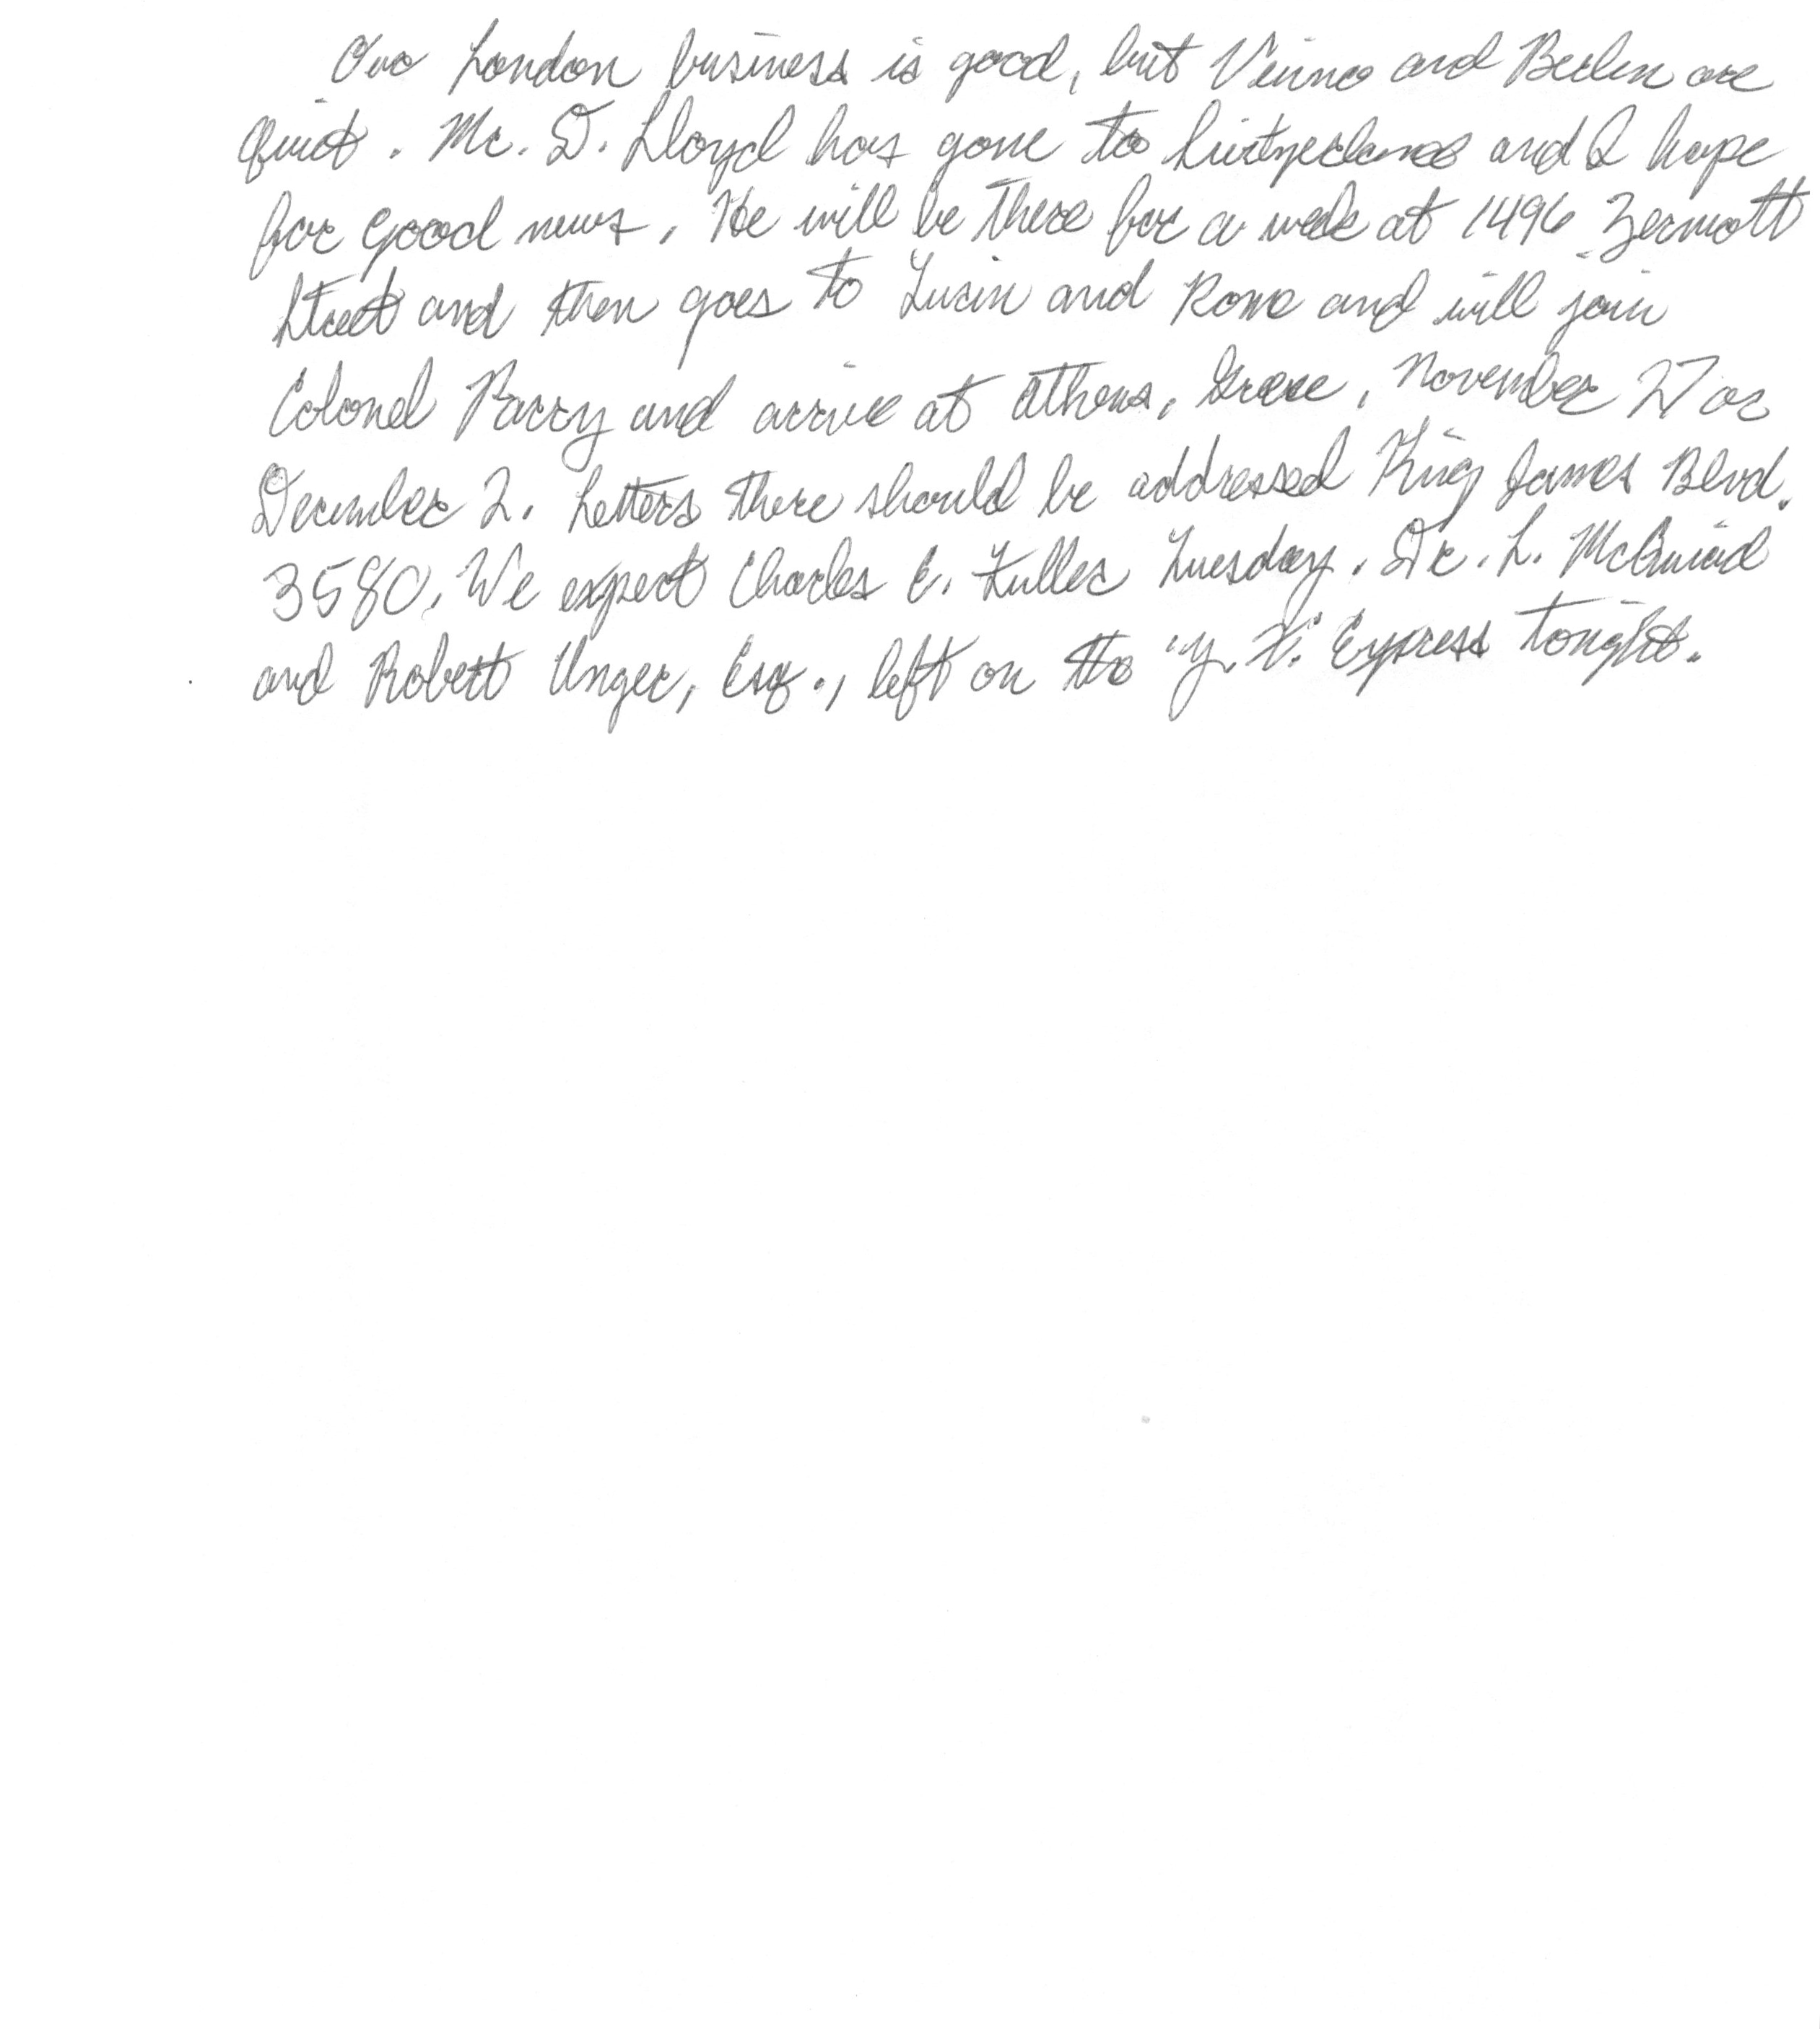 Our London business is good, but Vienna and Berlin are
quiet. Mr. D. Lloyd has gone to Switzerland and I hope
for good news. He will be there for a week at 1496 Zermott
Street and then goes to Turin and Rome and will join
Colonel Parry and arrive at Athens, Greece, November 27 or
December 2. Letters there should be addressed King James Blvd.
3580. We expect Charles E. Fuller Tuesday. Dr. L. McQuaid
and Robert Unger, Esq., left on the "Y. X. Express tonight.